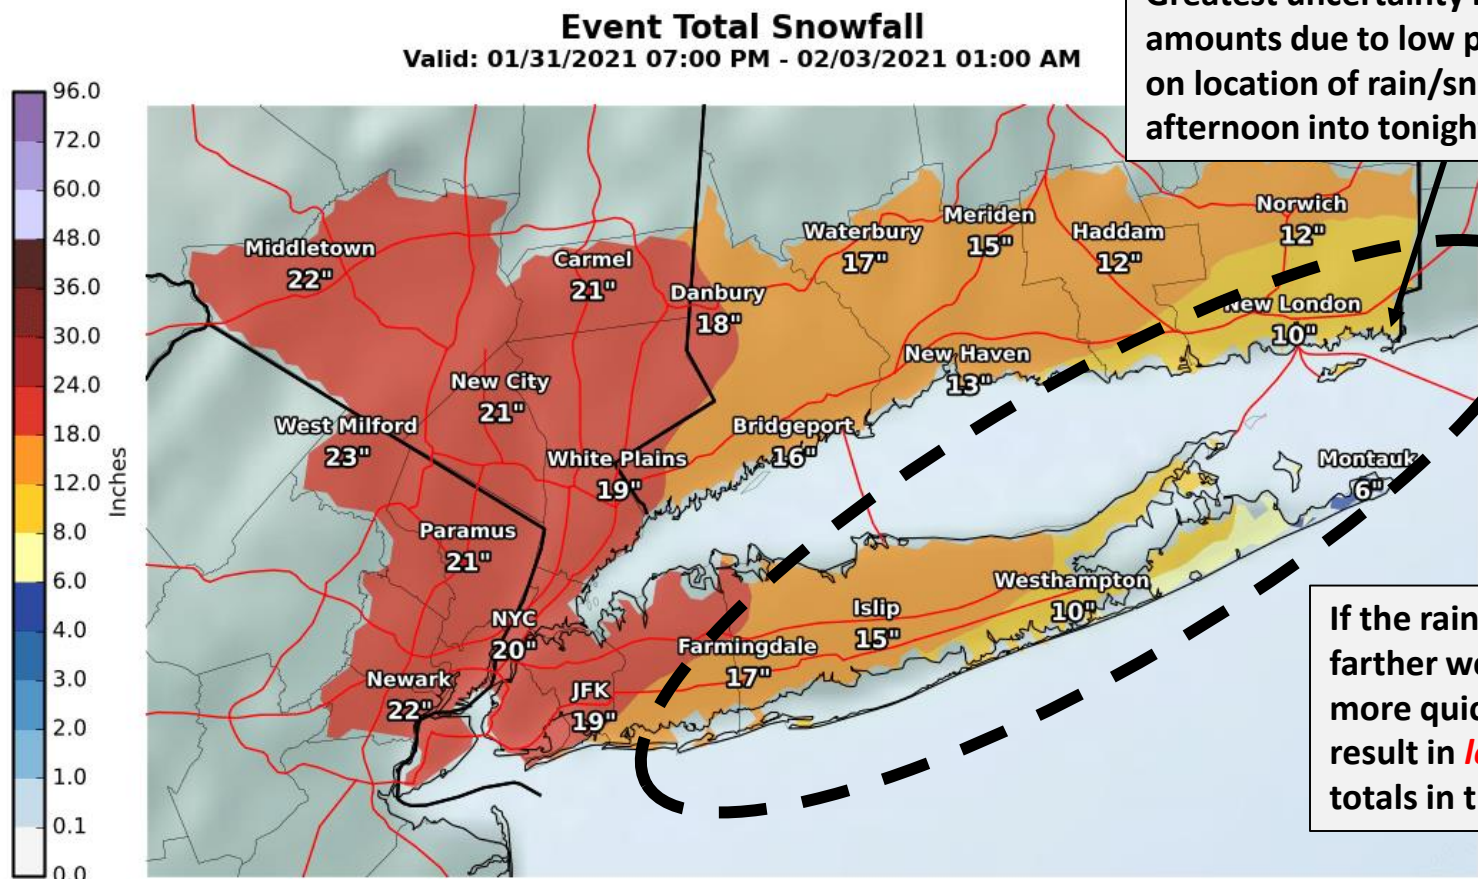 Event Total Snowfall
Valid: 01/31/2021 07:00 PM - 02/03/2021 01:00 AM
Greatest uncertainty
amounts due to low p
on location of rain/sn
afternoon into tonigh
96.0
72.0
60.0
48.0
36.0
30.0
24.0
18.0
12.0
8.0
6.0
4.0
3.0
2.0
1.0
0.1
0.0
Inches
Middletown
22"
Carmel
21"
Danbury
18"
Waterbury
17"
Meriden
15"
Haddam
12"
Norwich
12"
New London
10"
New Haven
13"
New City
21"
West Milford
23"
White Plains
19"
Bridgeport
16"
Montauk
6"
Paramus
21"
NYC
20"
Westhampton
10"
Islip
15"
Farmingdale
17"
Newark
22"
JFK
19"
If the rain
farther we
more quic
result in l
totals in t